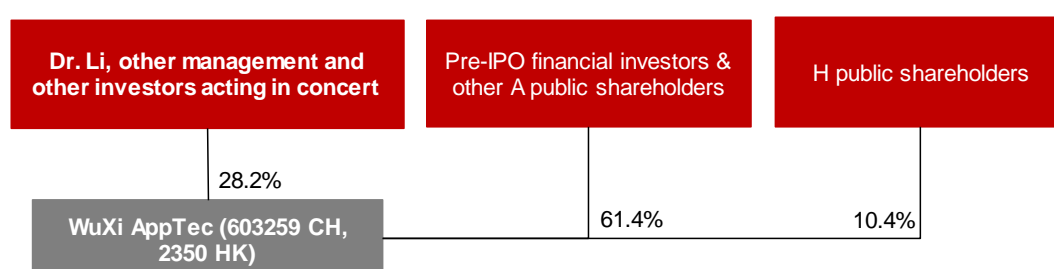 Dr. Li, other management and
other investors acting in concert
Pre-IPO financial investors &
other A public shareholders
H public shareholders
28.2%
WuXi AppTec (603259 CH,
2350 HK)
61.4%
10.4%